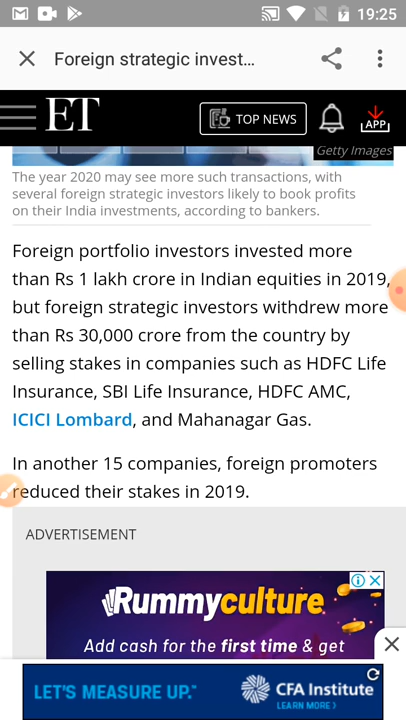 19:25
Foreign strategic invest...
ET
TOP NEWS
APP
Getty Images
The year 2020 may see more such transactions, with
several foreign strategic investors likely to book profits
on their India investments, according to bankers.
Foreign portfolio investors invested more
than Rs 1 lakh crore in Indian equities in 2019,
but foreign strategic investors withdrew more
than Rs 30,000 crore from the country by
selling stakes in companies such as HDFC Life
Insurance, SBI Life Insurance, HDFC AMC,
ICICI Lombard, and Mahanagar Gas.
In another 15 companies, foreign promoters
reduced their stakes in 2019.
ADVERTISEMENT
Rummyculture
Add cash for the first time & get
LET'S MEASURE UP.™
CFA Institute
LEARN MORE >